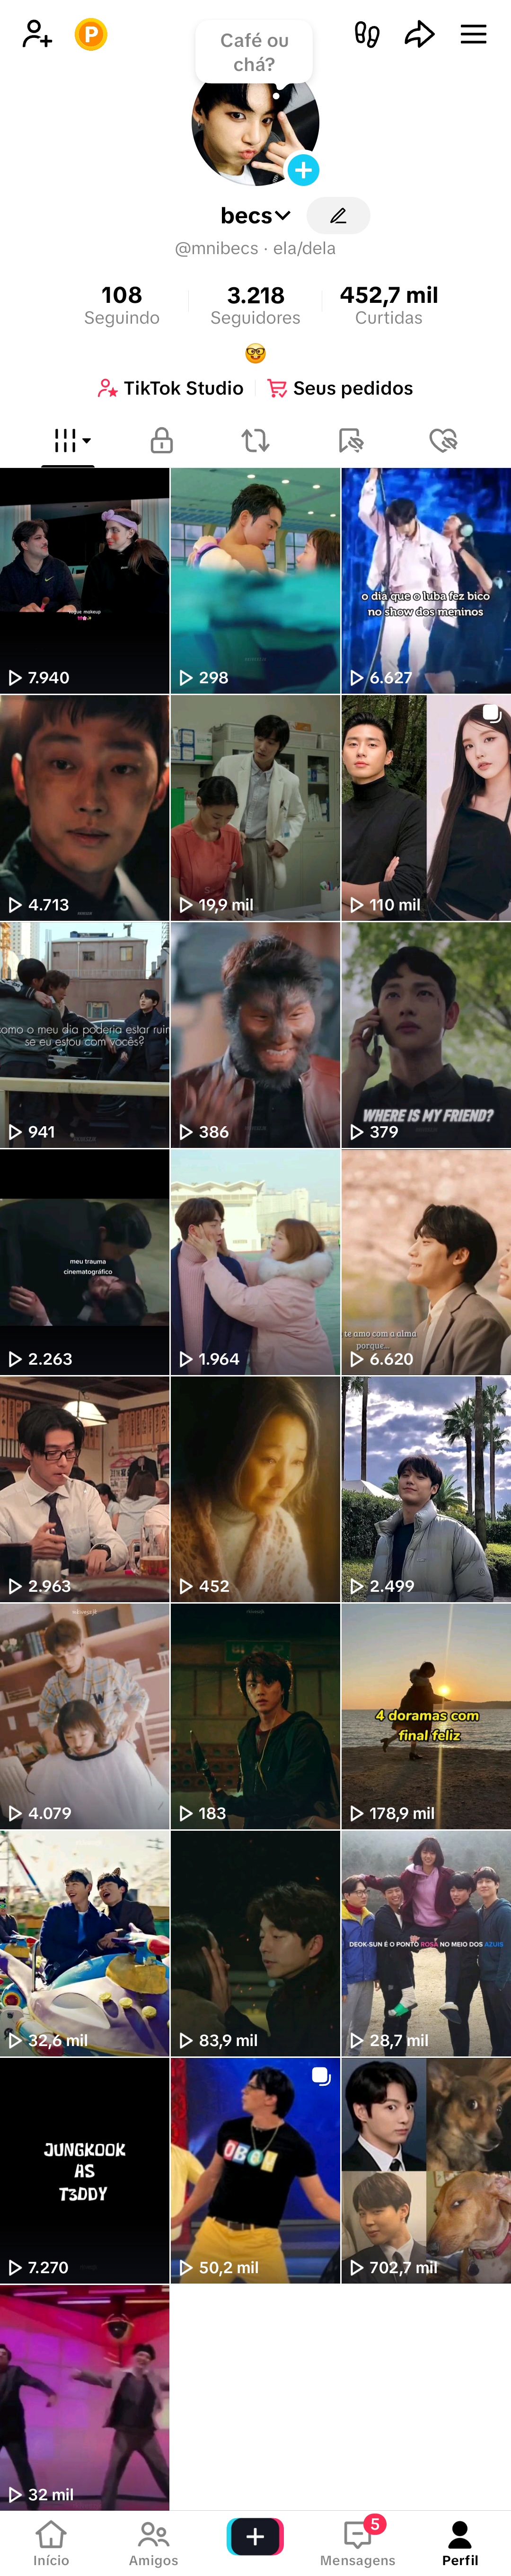 Café ou
chá?
P
becs
@mnibecs · ela/dela
108
3.218
452,7 mil
Seguindo
Seguidores
Curtidas
TikTok Studio
Seus pedidos
makeup
7.940
298
o dia que o luba fez bico
no show dos meninos
6.627
4.713
19,9 mil
110 mil
omo o meu dia poderia estar ruim
se eu estou com vocês?
941
386
WHERE IS MY FRIEND?
379
meu trauma
cinematográfico
2.263
1.964
te amo com a alma
porque...
6.620
2.963
452
2.499
W
4.079
183
4 doramas com
final feliz
178,9 mil
32,6 mil
83,9 mil
DEOK-SUN É O PONTO ROSA NO MEIO DOS AZUIS
28,7 mil
JUNGKOOK
AS
T3DDY
7.270
50,2 mil
702,7 mil
32 mil
5
Início
Amigos
Mensagens
Perfil